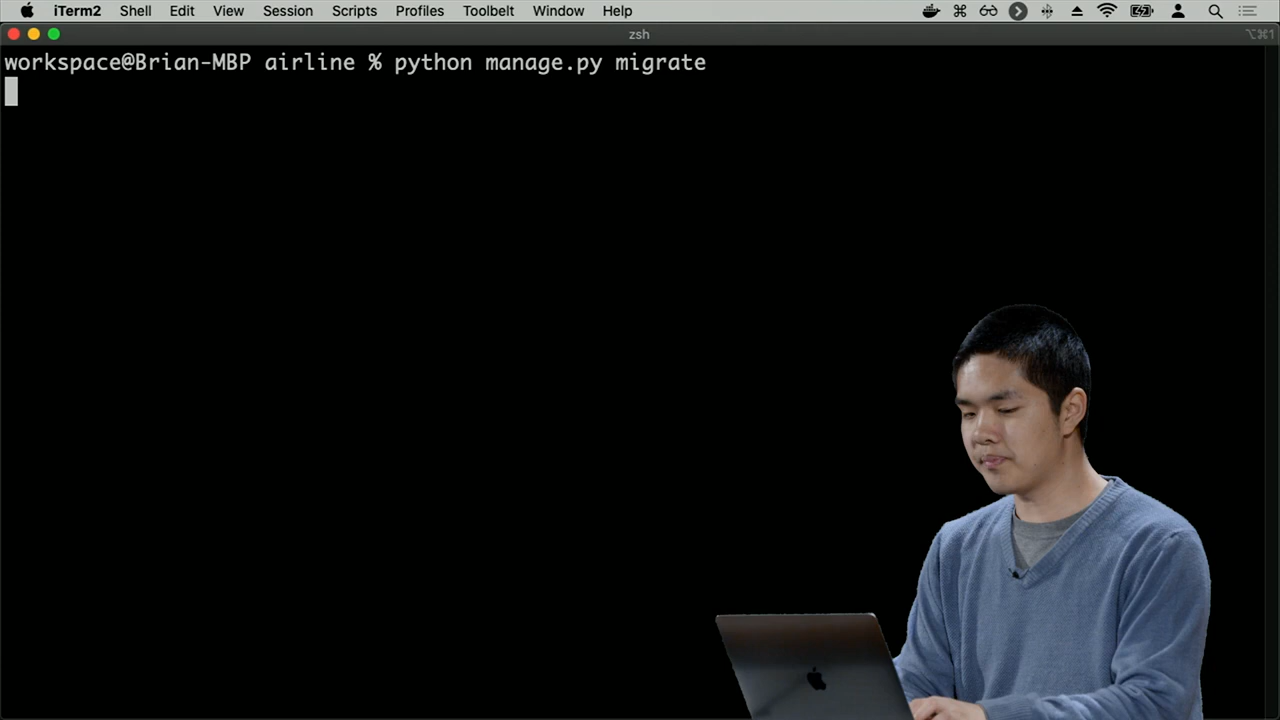 iTerm2 Shell Edit View Session Scripts Profiles Toolbelt Window Help
zsh ⌥⌘1
workspace@Brian-MBP airline % python manage.py migrate